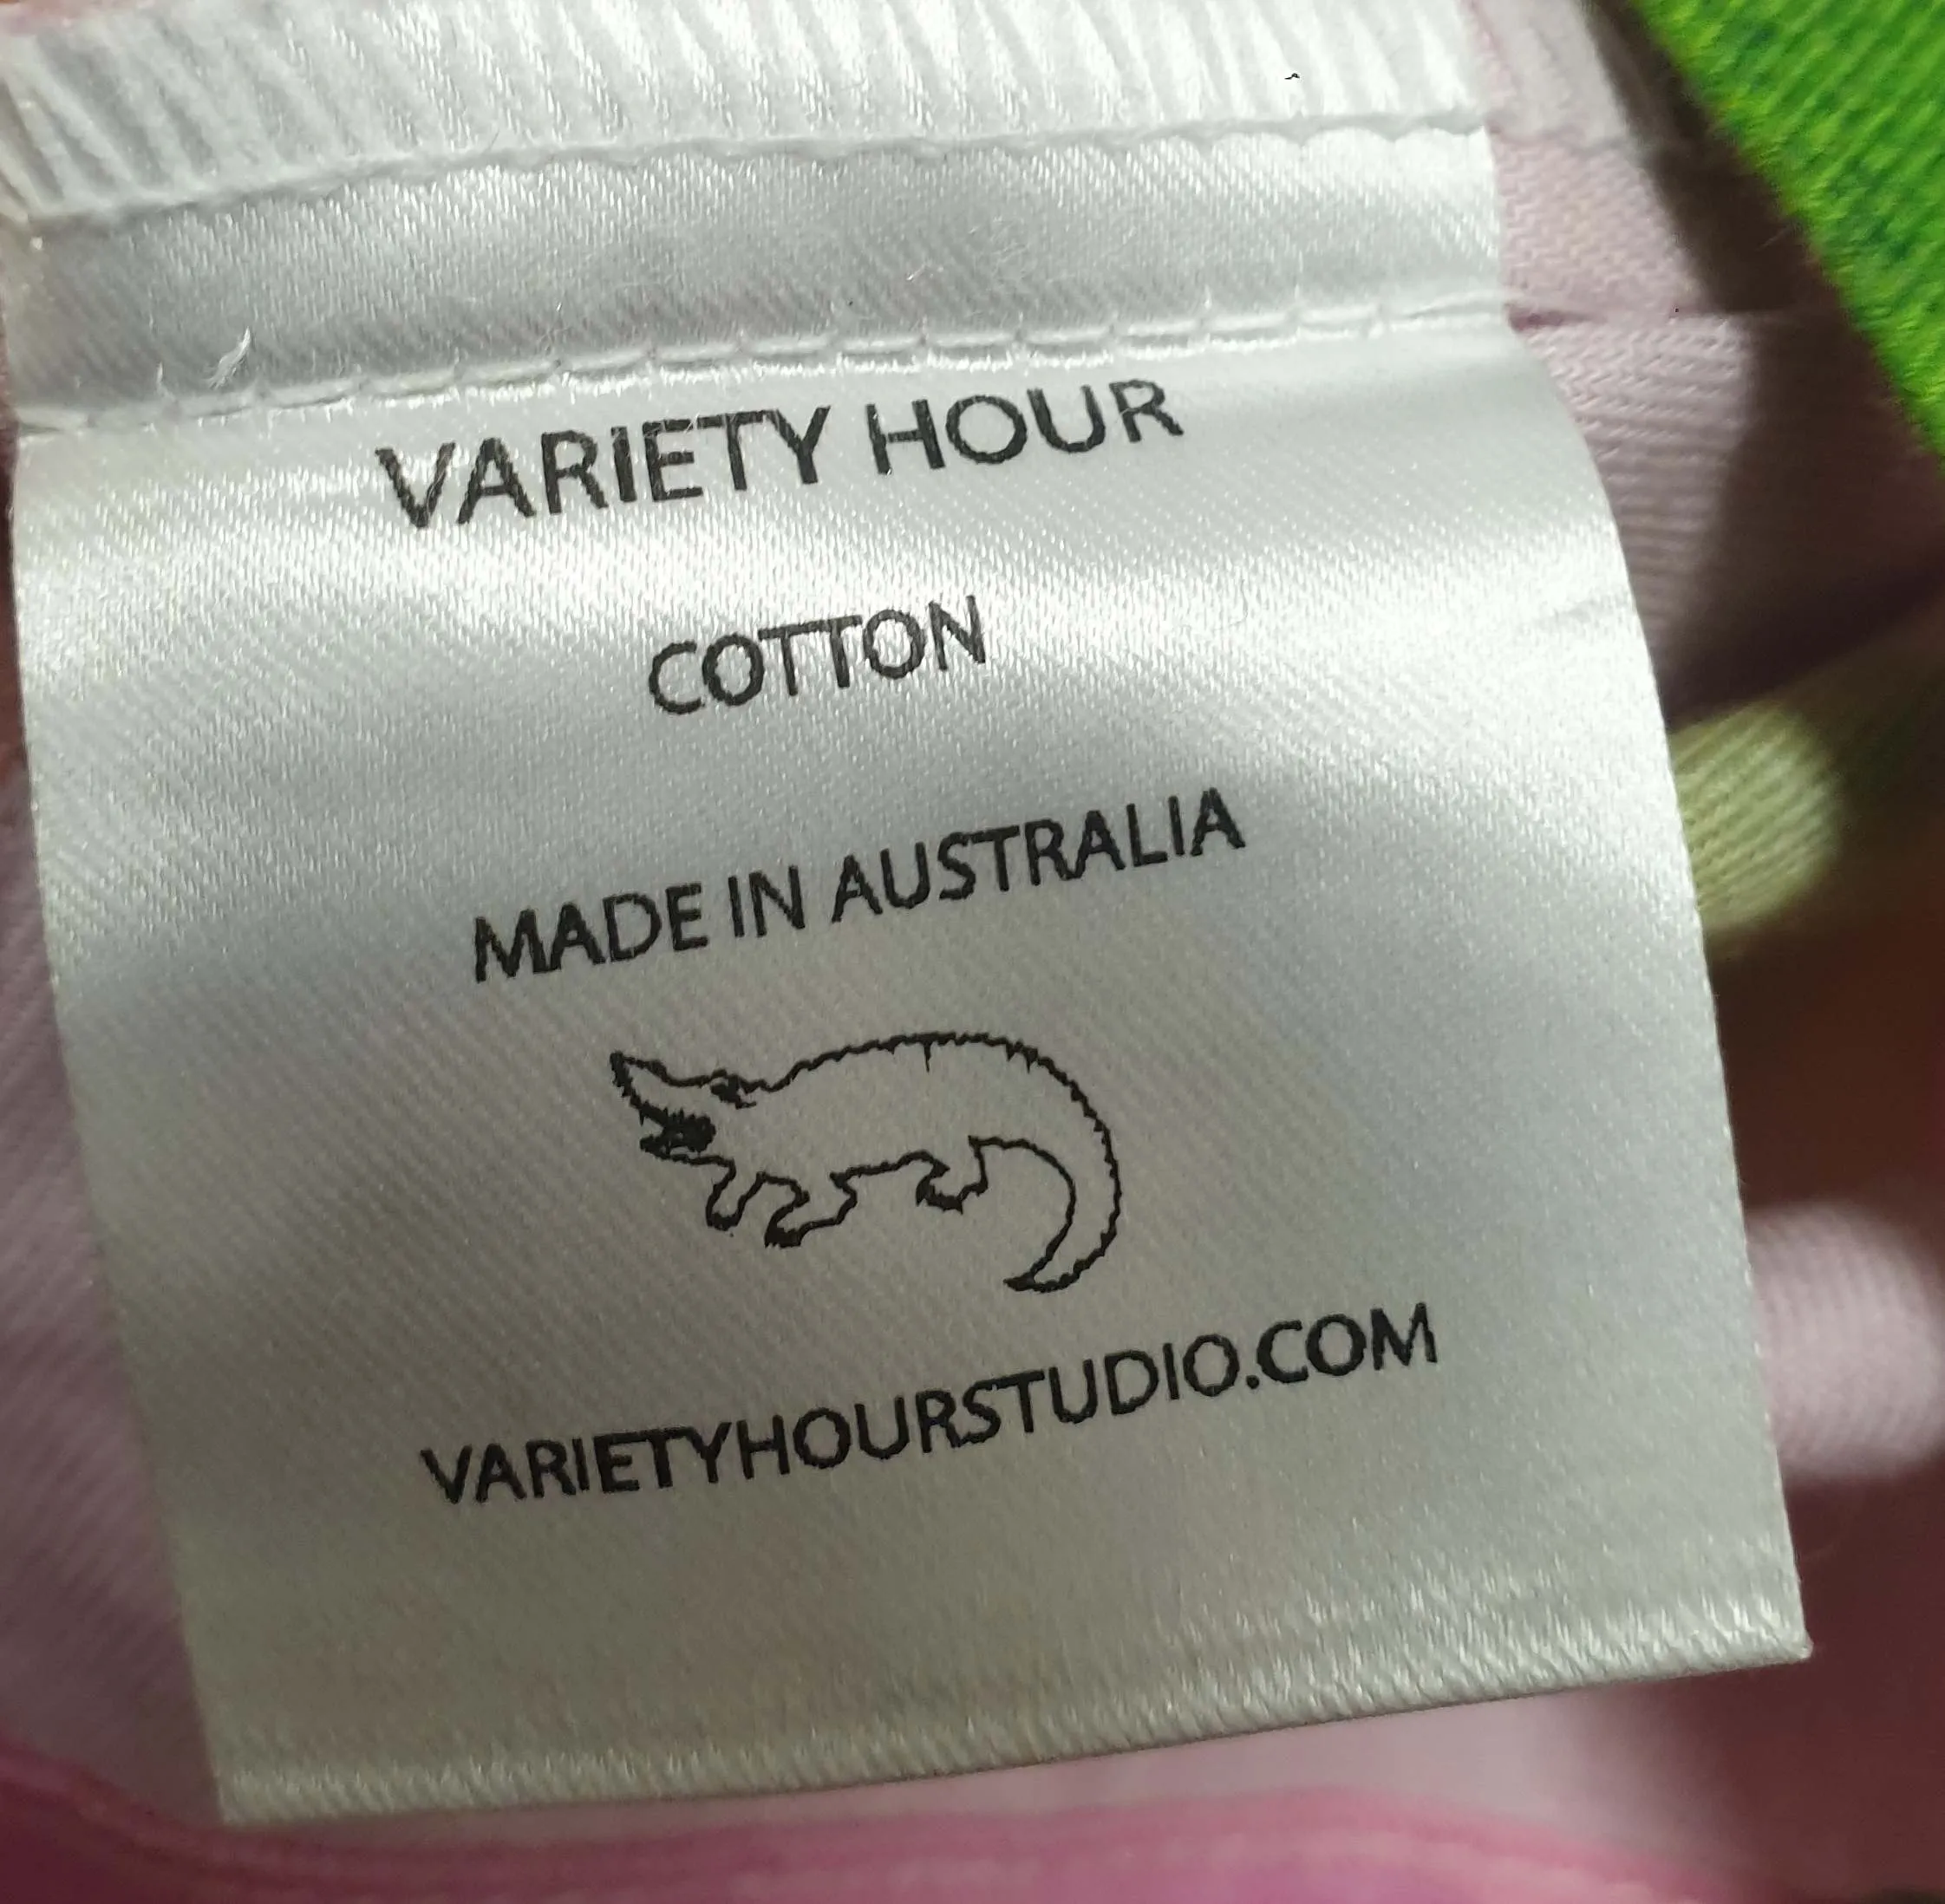 VARIETY HOUR
COTTON
MADE IN AUSTRALIA
VARIETYHOURSTUDIO.COM